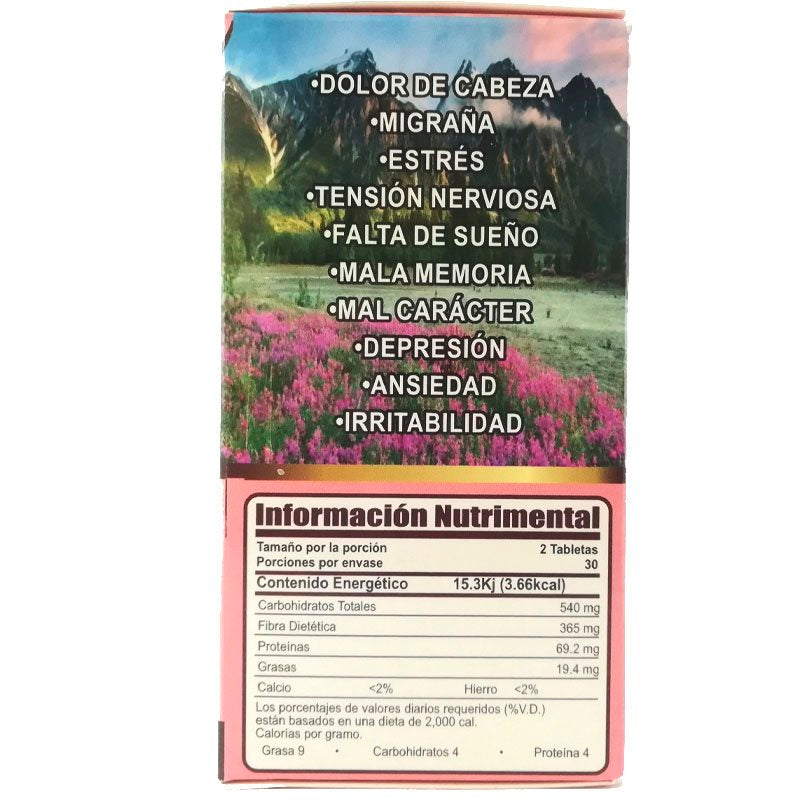 •DOLOR DE CABEZA
•MIGRAÑA
•ESTRÉS
•TENSIÓN NERVIOSA
•FALTA DE SUEÑO
•MALA MEMORIA
•MAL CARÁCTER
•DEPRESIÓN
•ANSIEDAD
•IRRITABILIDAD
Información Nutrimental
Tamaño por la porción 2 Tabletas
Porciones por envase 30
Contenido Energético 15.3Kj (3.66kcal)
Carbohidratos Totales 540 mg
Fibra Dietética 365 mg
Proteinas 69.2 mg
Grasas 19.4 mg
Calcio <2% Hierro <2%
Los porcentajes de valores diarios requeridos (%V.D.)
están basados en una dieta de 2,000 cal.
Calorías por gramo.
Grasa 9 • Carbohidratos 4 • Proteína 4